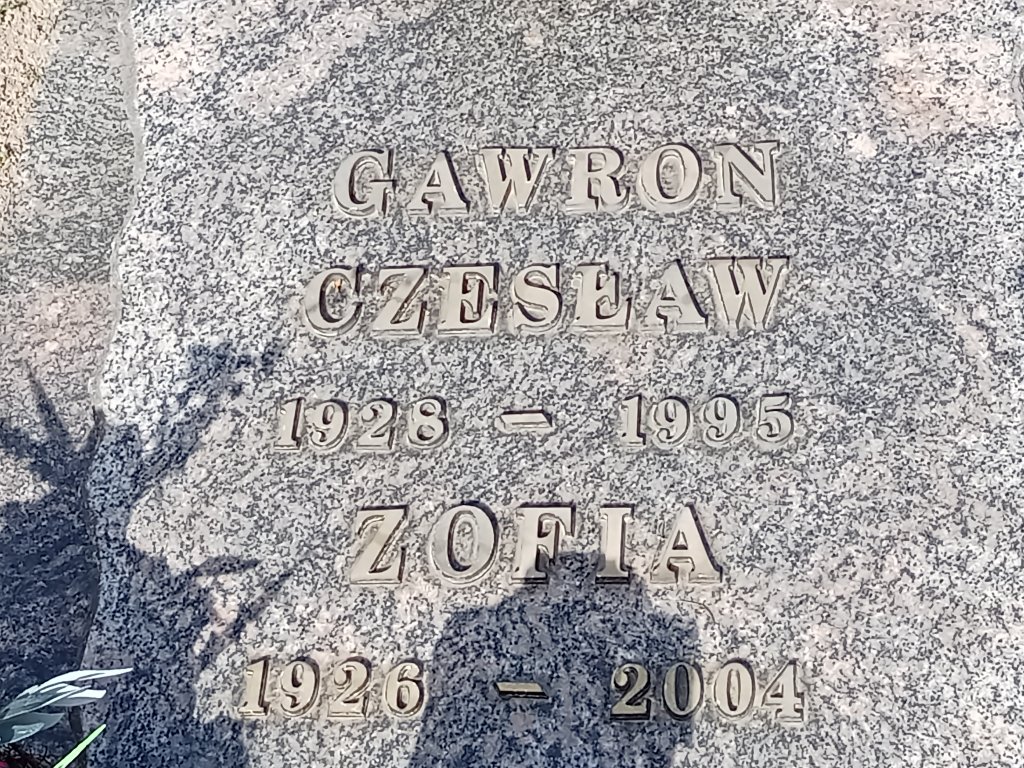 GAWRON
CZESŁAW
1928 – 1995
ZOFIA
1926 – 2004